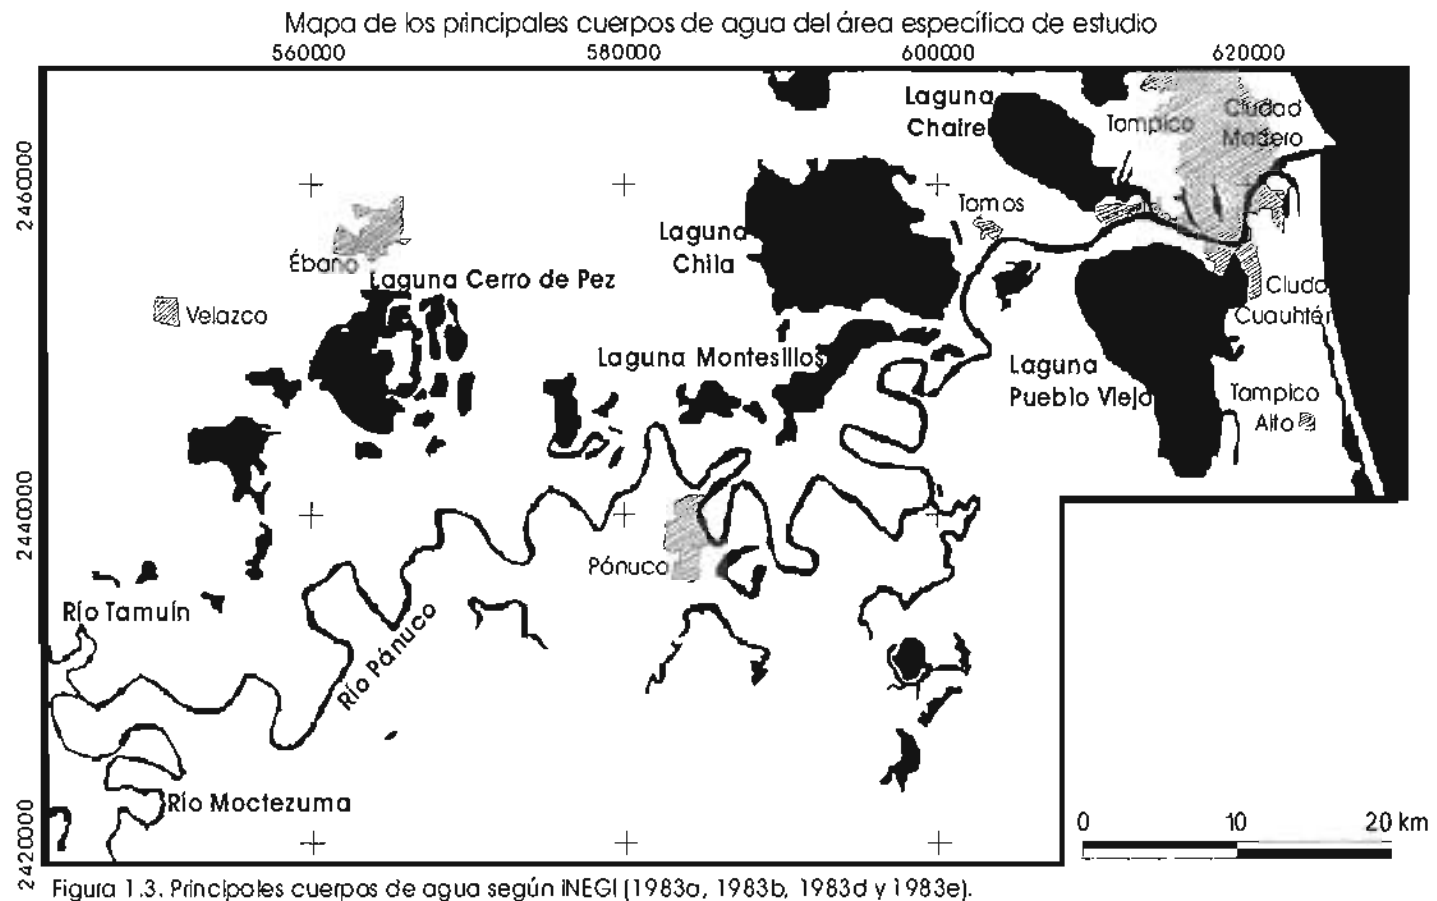 Mapa de los principales cuerpos de agua del área específica de estudio
560000 580000 600000 620000
2460000
2440000
2420000
Laguna
Chairel
Tampico
Ciudad
Madero
Tamos
Laguna
Chila
Ébano
Laguna Cerro de Pez
Velazco
Ciuda
Cuauhtém
Laguna Montesillos
Laguna
Pueblo Viejo
Tampico
Alto
Pánuco
Río Tamuín
Río Pánuco
Río Moctezuma
0 10 20 km
Figura 1.3. Principales cuerpos de agua según INEGI (1983a, 1983b, 1983d y 1983e).